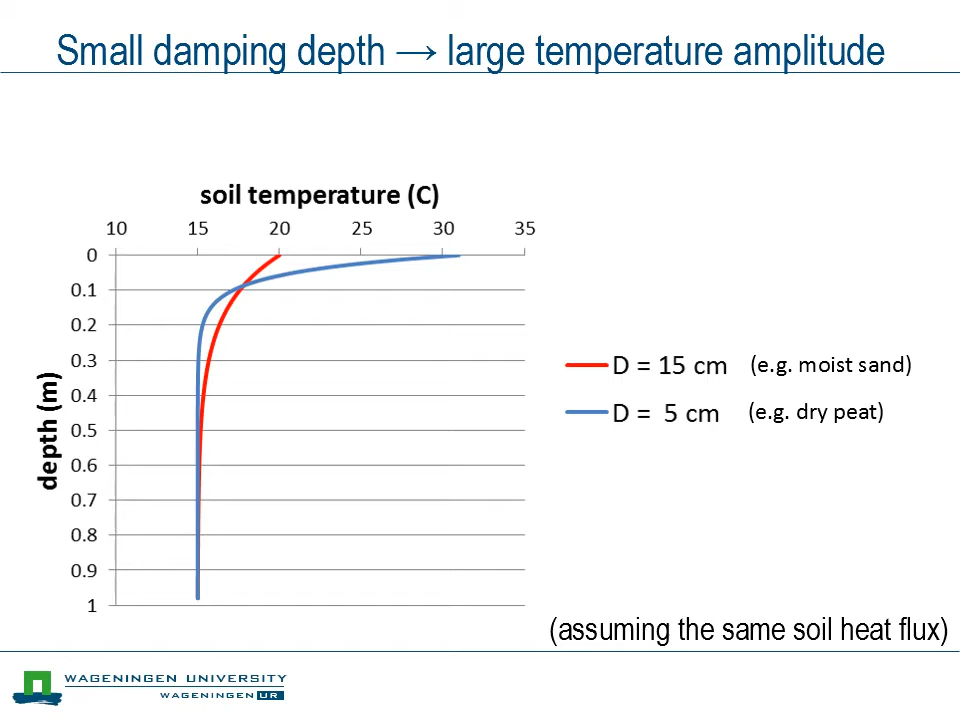 Small damping depth → large temperature amplitude
soil temperature (C)
10 15 20 25 30 35
0
0.1
0.2
0.3
0.4
0.5
0.6
0.7
0.8
0.9
1
depth (m)
D = 15 cm (e.g. moist sand)
D = 5 cm (e.g. dry peat)
(assuming the same soil heat flux)
WAGENINGEN UNIVERSITY
WAGENINGEN UR